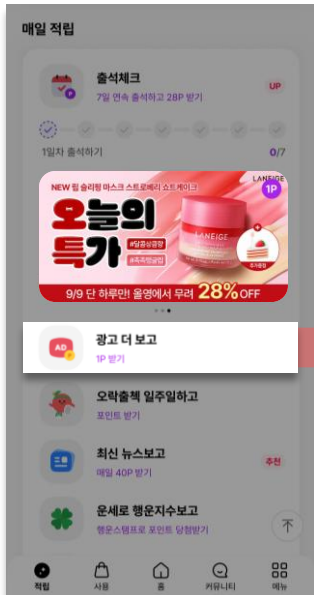 매일 적립
출석체크
7일 연속 출석하고 28P 받기
UP
1일차 출석하기
0/7
LANEIGE
1P
NEW 립 슬리핑 마스크 스트로베리 쇼트케이크
오늘의
특가
#달콤상큼향
#촉촉탱글립
LANEIGE
추가증정
9/9 단 하루만! 올영에서 무려 28% OFF
AD
광고 더 보고
1P 받기
오락출첵 일주일하고
포인트 받기
최신 뉴스보고
매일 40P 받기
추천
운세로 행운지수보고
행운스탬프로 포인트 당첨받기
적립
사용
홈
커뮤니티
메뉴